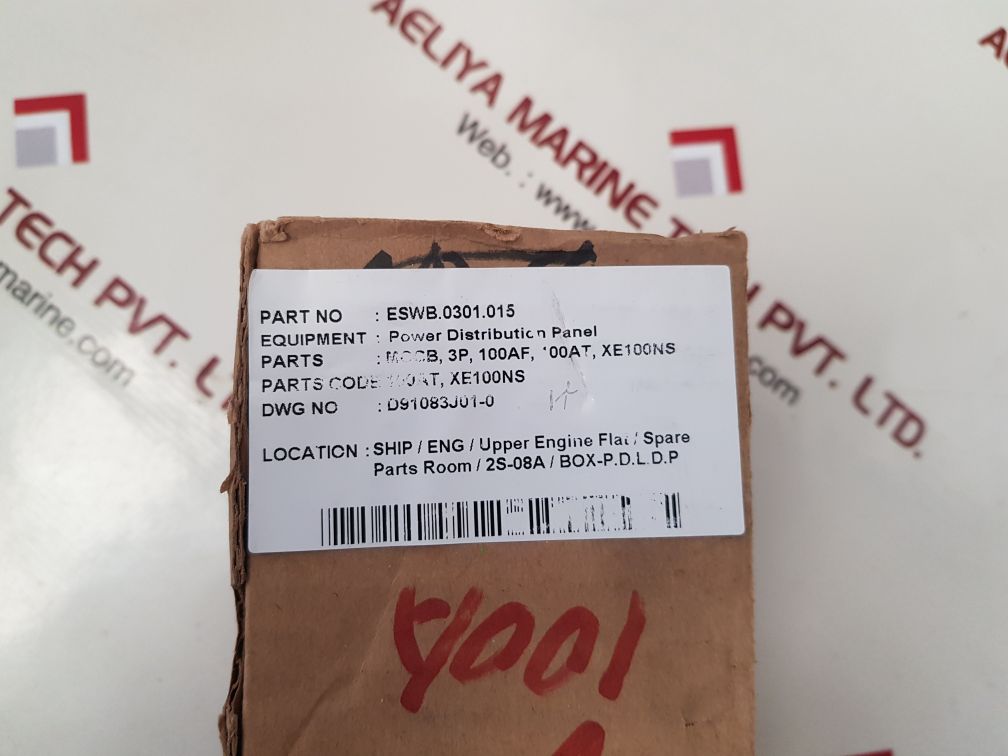 AELIYA MARINE TECH PVT. LTD.
Web. : www.
TECH PVT. L
marine.com
.com
PART NO : ESWB.0301.015
EQUIPMENT : Power Distribution Panel
PARTS : MCCB, 3P, 100AF, 100AT, XE100NS
PARTS CODE 100AT, XE100NS
DWG NO : D91083J01-0
LOCATION : SHIP / ENG / Upper Engine Flat / Spare
Parts Room / 2S-08A / BOX-P.D.L.D.P